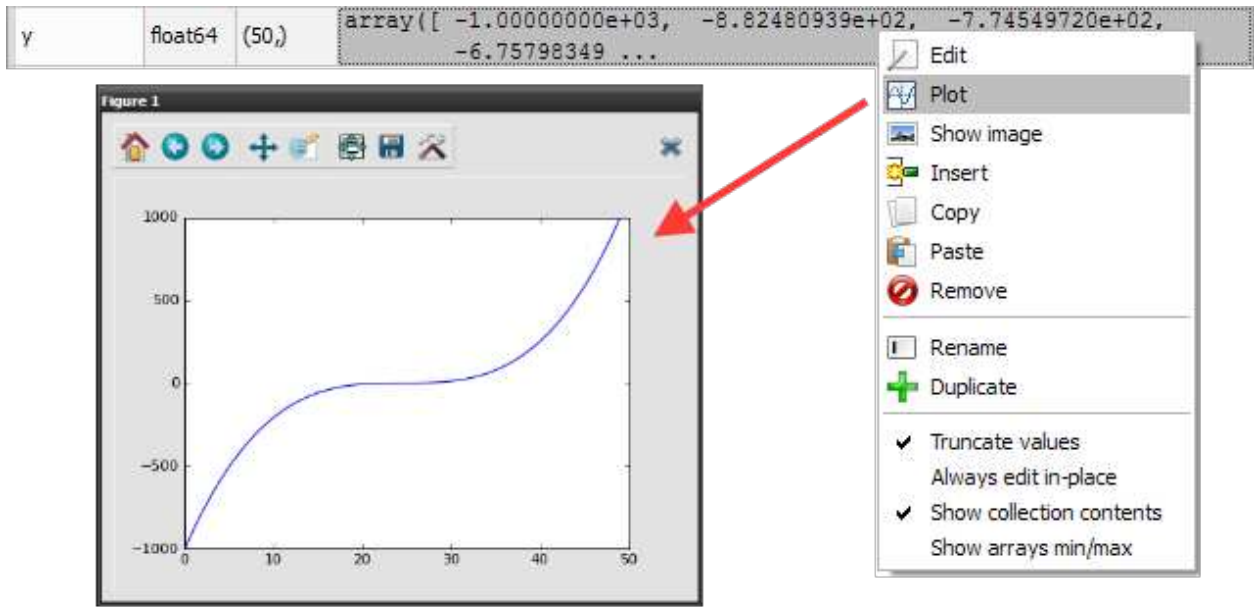 y float64 (50,) array([ -1.00000000e+03, -8.82480939e+02, -7.74549720e+02,
-6.75798349 ...
Edit
Plot
Show image
Insert
Copy
Paste
Remove
Rename
Duplicate
Truncate values
Always edit in-place
Show collection contents
Show arrays min/max
Figure 1
1000
500
0
−500
−1000
0 10 20 30 40 50